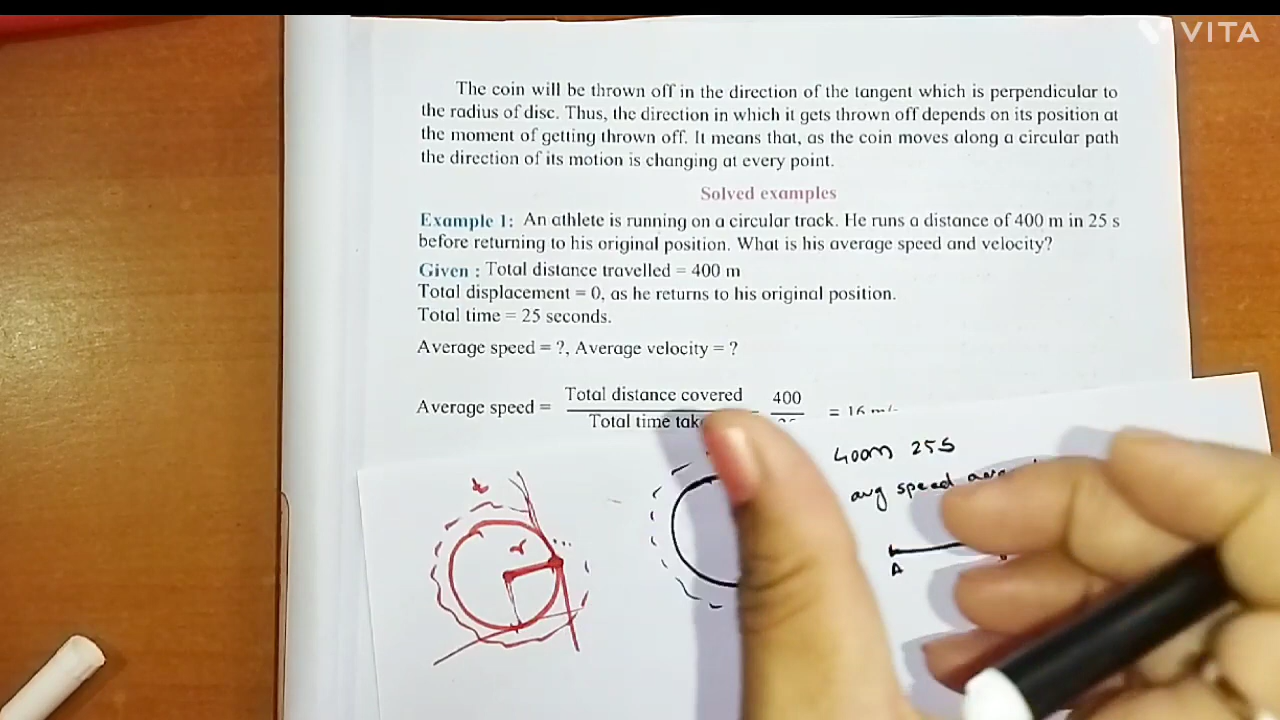 VITA
The coin will be thrown off in the direction of the tangent which is perpendicular to
the radius of disc. Thus, the direction in which it gets thrown off depends on its position at
the moment of getting thrown off. It means that, as the coin moves along a circular path
the direction of its motion is changing at every point.
Solved examples
Example 1: An athlete is running on a circular track. He runs a distance of 400 m in 25 s
before returning to his original position. What is his average speed and velocity?
Given : Total distance travelled = 400 m
Total displacement = 0, as he returns to his original position.
Total time = 25 seconds.
Average speed = ?, Average velocity = ?
Average speed = Total distance covered 400 = 16
Total time
400m 25s
avg speed
r
A